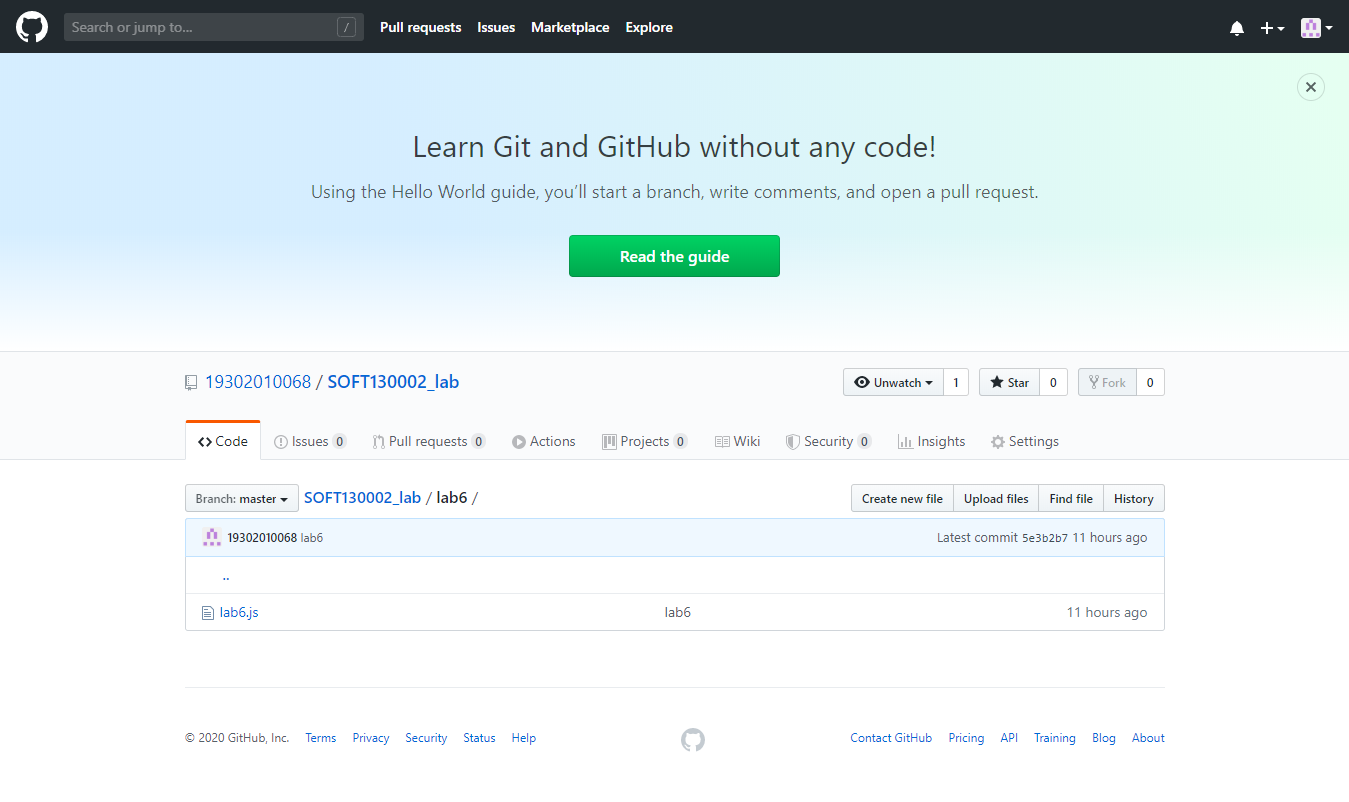 Search or jump to... /
Pull requests Issues Marketplace Explore
Learn Git and GitHub without any code!
Using the Hello World guide, you’ll start a branch, write comments, and open a pull request.
Read the guide
19302010068 / SOFT130002_lab
Unwatch 1 Star 0 Fork 0
Code Issues 0 Pull requests 0 Actions Projects 0 Wiki Security 0 Insights Settings
Branch: master SOFT130002_lab / lab6 /
Create new file Upload files Find file History
19302010068 lab6 Latest commit 5e3b2b7 11 hours ago
..
lab6.js lab6 11 hours ago
© 2020 GitHub, Inc. Terms Privacy Security Status Help
Contact GitHub Pricing API Training Blog About